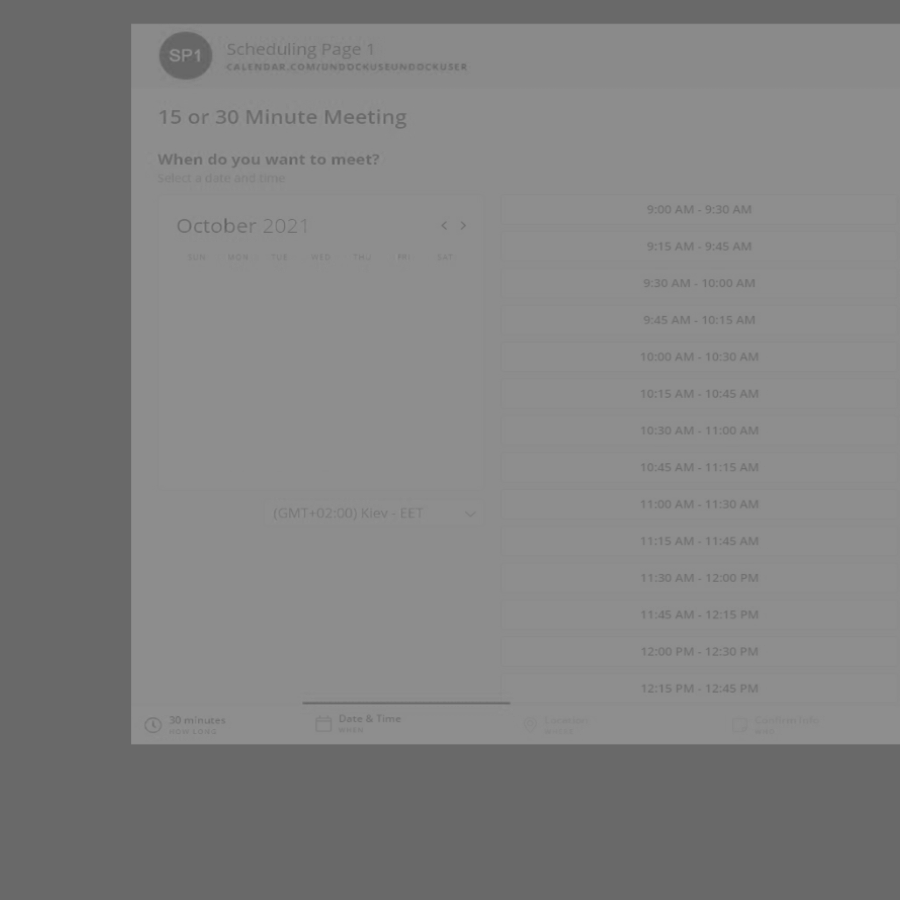 SP1
Scheduling Page 1
CALENDAR.COM/UNDOCKUSEUNDOCKUSER
15 or 30 Minute Meeting
When do you want to meet?
Select a date and time
October 2021
SUN MON TUE WED THU FRI SAT
(GMT+02:00) Kiev - EET
9:00 AM - 9:30 AM
9:15 AM - 9:45 AM
9:30 AM - 10:00 AM
9:45 AM - 10:15 AM
10:00 AM - 10:30 AM
10:15 AM - 10:45 AM
10:30 AM - 11:00 AM
10:45 AM - 11:15 AM
11:00 AM - 11:30 AM
11:15 AM - 11:45 AM
11:30 AM - 12:00 PM
11:45 AM - 12:15 PM
12:00 PM - 12:30 PM
12:15 PM - 12:45 PM
30 minutes
HOW LONG
Date & Time
WHEN
Location
WHERE
Confirm Info